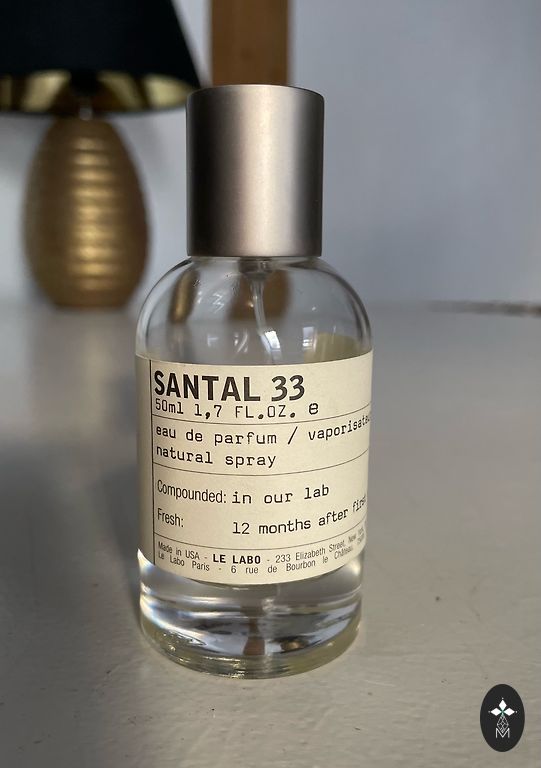 SANTAL 33
50ml 1,7 FL.OZ. e
eau de parfum /
natural spray
Compounded: in our lab
Fresh: 12 months after
Made in USA - LE LABO - 233 Elizabeth Street, New
Le Labo Paris - 6 rue de Bourbon le Château